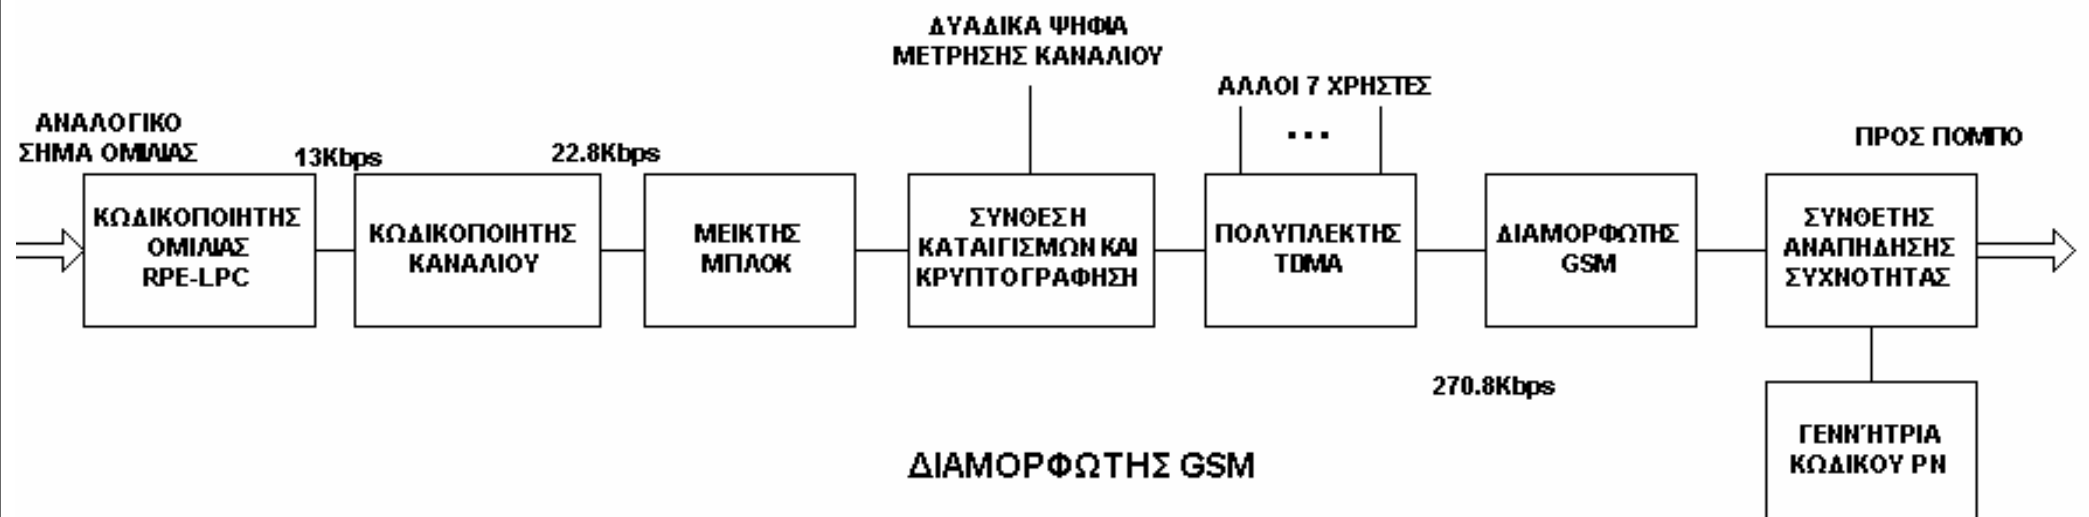 ΔΥΑΔΙΚΑ ΨΗΦΙΑ
ΜΕΤΡΗΣΗΣ ΚΑΝΑΛΙΟΥ
ΑΛΛΟΙ 7 ΧΡΗΣΤΕΣ
...
ΑΝΑΛΟΓΙΚΟ
ΣΗΜΑ ΟΜΙΛΙΑΣ
13Kbps
22.8Kbps
ΠΡΟΣ ΠΟΜΠΟ
ΚΩΔΙΚΟΠΟΙΗΤΗΣ
ΟΜΙΛΙΑΣ
RPE-LPC
ΚΩΔΙΚΟΠΟΙΗΤΗΣ
ΚΑΝΑΛΙΟΥ
ΜΕΙΚΤΗΣ
ΜΠΛΟΚ
ΣΥΝΘΕΣΗ
ΚΑΤΑΙΓΙΣΜΩΝ ΚΑΙ
ΚΡΥΠΤΟΓΡΑΦΗΣΗ
ΠΟΛΥΠΛΕΚΤΗΣ
TDMA
ΔΙΑΜΟΡΦΩΤΗΣ
GSM
ΣΥΝΘΕΤΗΣ
ΑΝΑΠΗΔΗΣΗΣ
ΣΥΧΝΟΤΗΤΑΣ
270.8Kbps
ΓΕΝΝΉΤΡΙΑ
ΚΩΔΙΚΟΥ PN
ΔΙΑΜΟΡΦΩΤΗΣ GSM